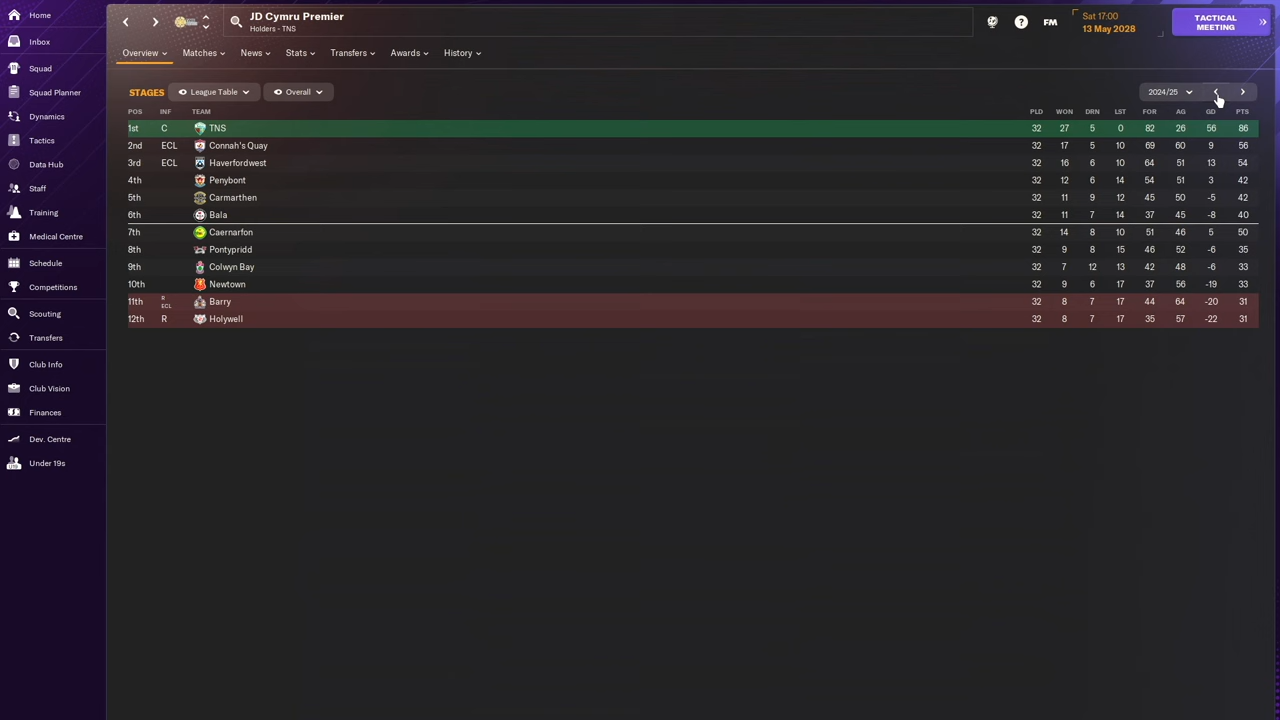 Home
Inbox
Squad
Squad Planner
Dynamics
Tactics
Data Hub
Staff
Training
Medical Centre
Schedule
Competitions
Scouting
Transfers
Club Info
Club Vision
Finances
Dev. Centre
Under 19s
JD Cymru Premier
Holders - TNS
FM
Sat 17:00
13 May 2028
TACTICAL MEETING
Overview Matches News Stats Transfers Awards History
STAGES League Table Overall 2024/25
POS INF TEAM PLD WON DRN LST FOR AG GD PTS
1st C TNS 32 27 5 0 82 26 56 86
2nd ECL Connah's Quay 32 17 5 10 69 60 9 56
3rd ECL Haverfordwest 32 16 6 10 64 51 13 54
4th Penybont 32 12 6 14 54 51 3 42
5th Carmarthen 32 11 9 12 45 50 -5 42
6th Bala 32 11 7 14 37 45 -8 40
7th Caernarfon 32 14 8 10 51 46 5 50
8th Pontypridd 32 9 8 15 46 52 -6 35
9th Colwyn Bay 32 7 12 13 42 48 -6 33
10th Newtown 32 9 6 17 37 56 -19 33
11th R ECL Barry 32 8 7 17 44 64 -20 31
12th R Holywell 32 8 7 17 35 57 -22 31